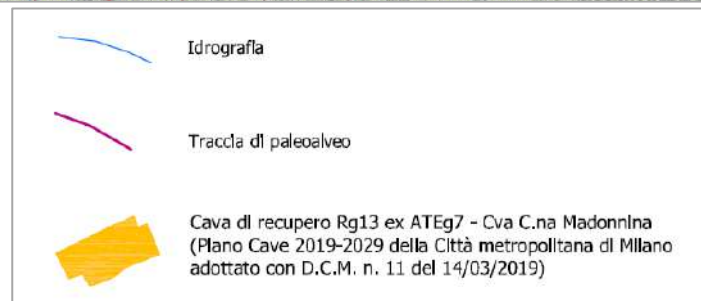 Idrografia
Traccia di paleoalveo
Cava di recupero Rg13 ex ATEg7 - Cva C.na Madonnina
(Piano Cave 2019-2029 della Città metropolitana di Milano
adottato con D.C.M. n. 11 del 14/03/2019)